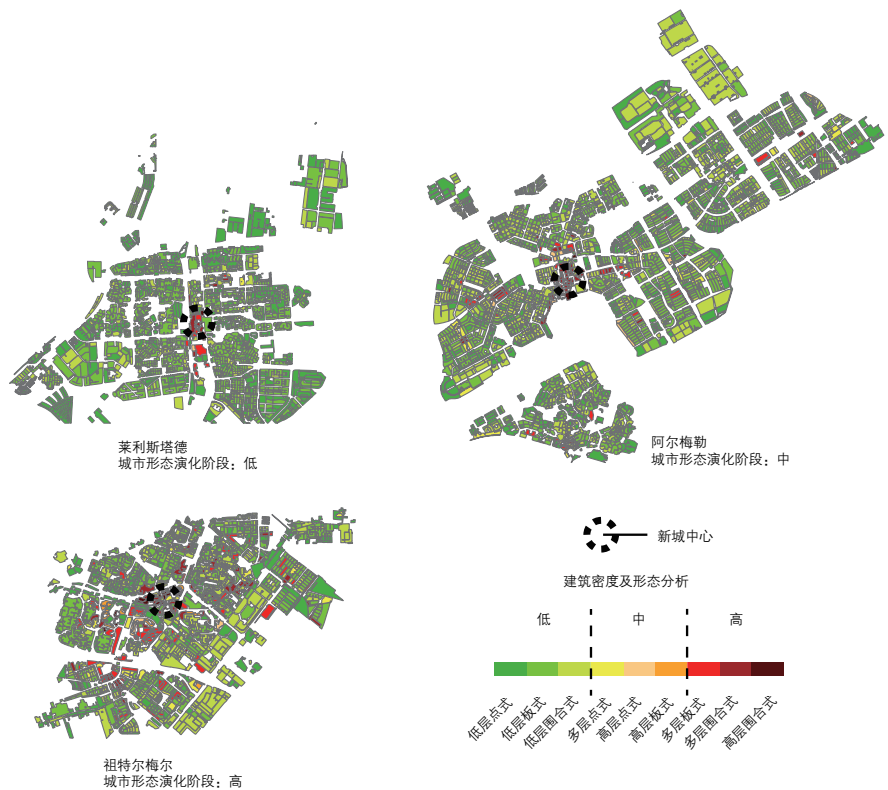 莱利斯塔德
城市形态演化阶段：低
阿尔梅勒
城市形态演化阶段：中
祖特尔梅尔
城市形态演化阶段：高
新城中心
建筑密度及形态分析
低 中 高
低层点式
低层板式
低层围合式
多层点式
高层点式
高层板式
多层板式
多层围合式
高层围合式